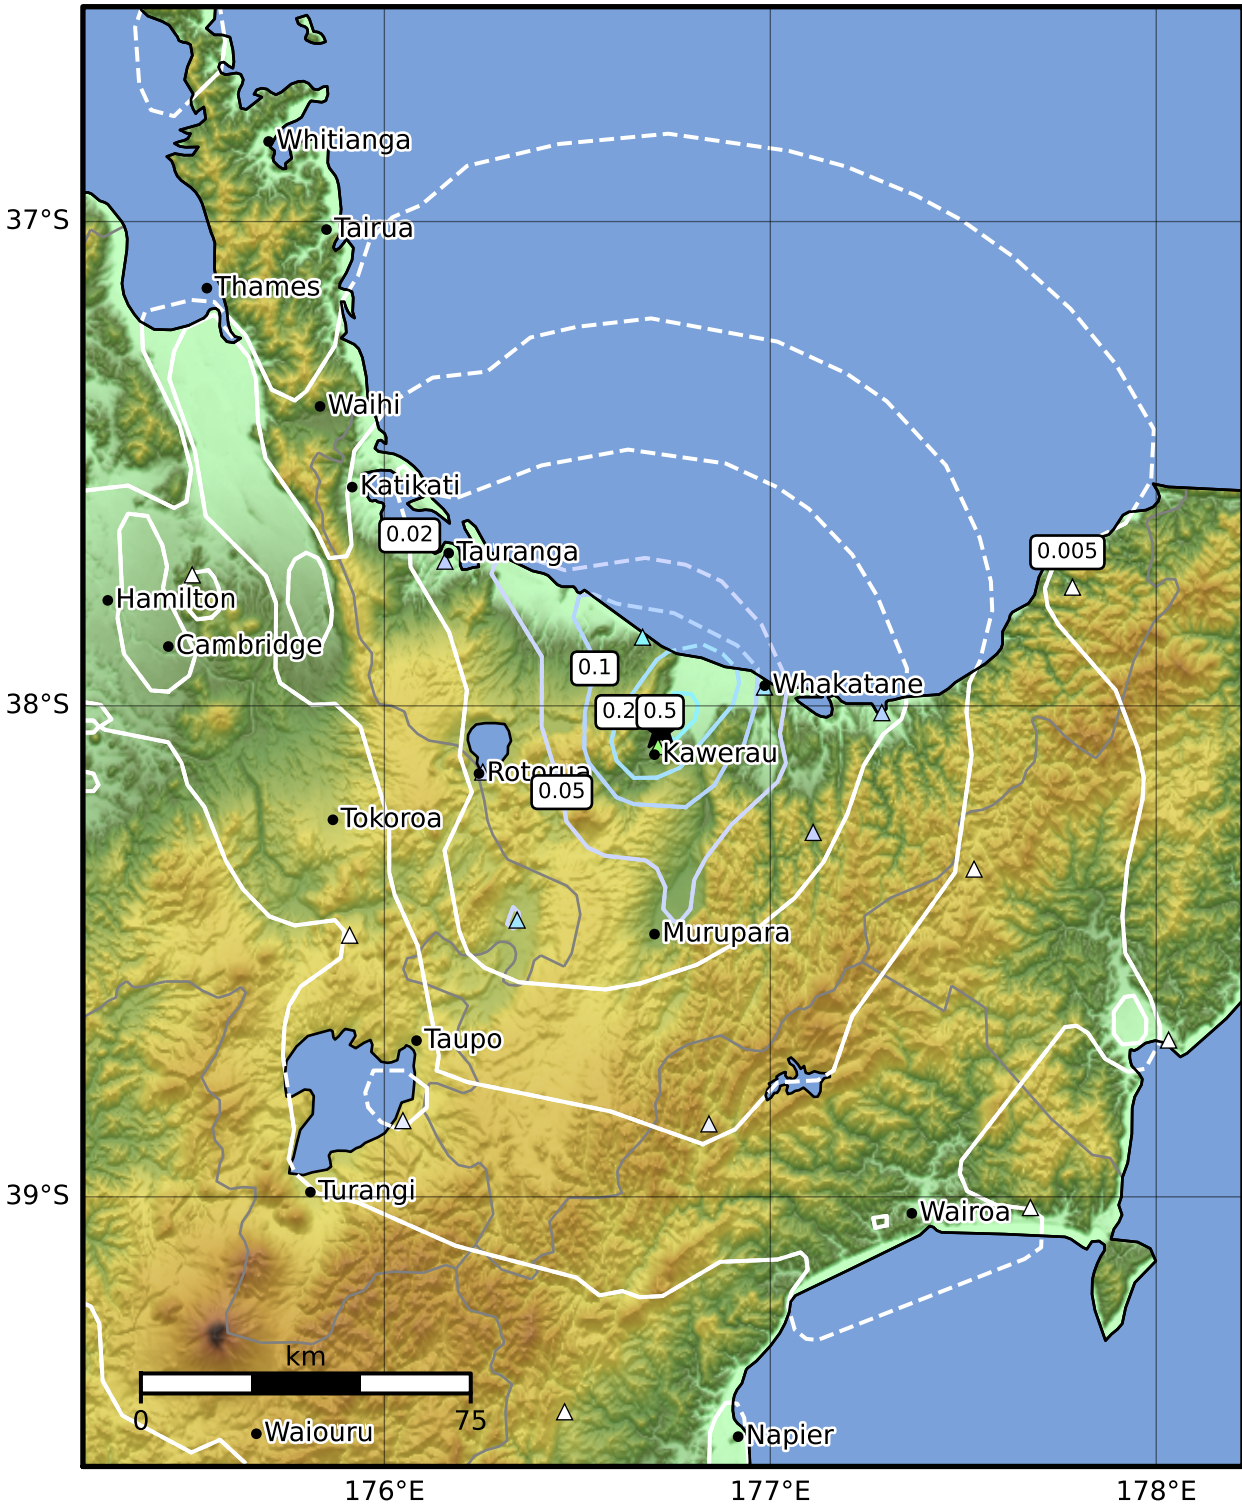 Whitianga
37°S
Tairua
Thames
Waihi
Katikati
0.02
Tauranga
0.005
Hamilton
Cambridge
0.1
Whakatane
38°S
0.2
0.5
Kawerau
Rotorua
0.05
Tokoroa
Murupara
Taupo
Turangi
39°S
Wairoa
km
0
75
Waiouru
Napier
176°E
177°E
178°E